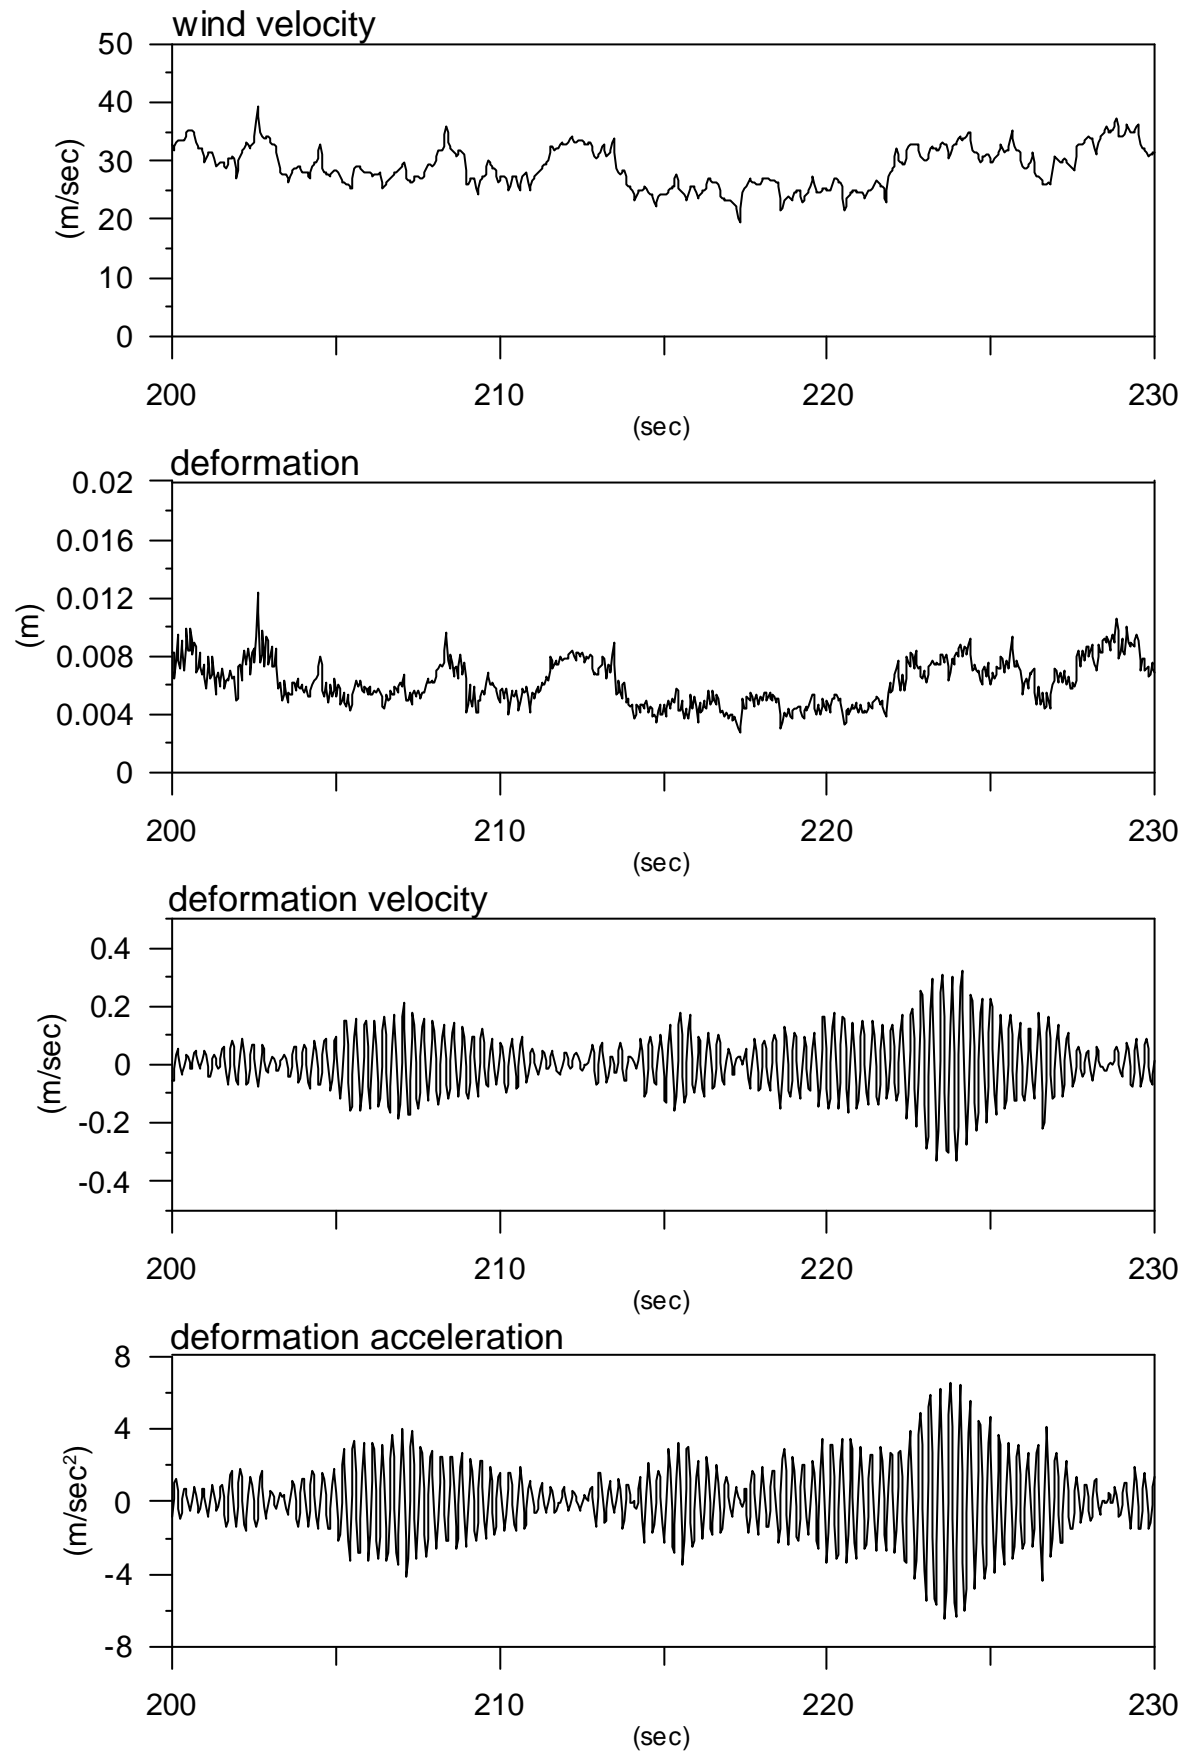 wind velocity
50
40
30
20
10
0
(m/sec)
200 210 220 230
(sec)
deformation
0.02
0.016
0.012
0.008
0.004
0
(m)
200 210 220 230
(sec)
deformation velocity
0.4
0.2
0
-0.2
-0.4
(m/sec)
200 210 220 230
(sec)
deformation acceleration
8
4
0
-4
-8
(m/sec²)
200 210 220 230
(sec)